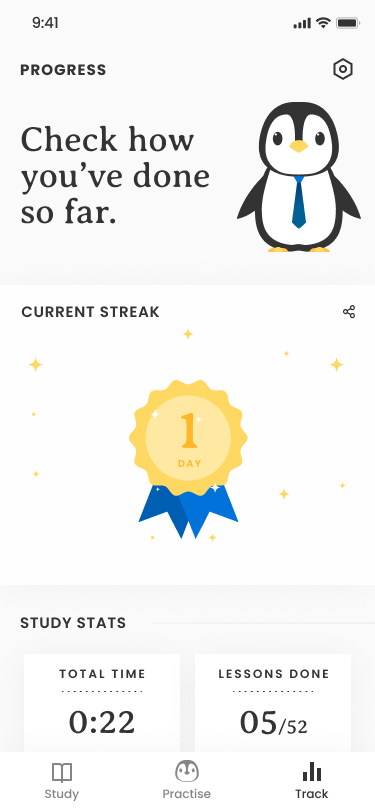 9:41
PROGRESS
Check how
you’ve done
so far.
CURRENT STREAK
1
DAY
STUDY STATS
TOTAL TIME
0:22
LESSONS DONE
05/52
Study
Practise
Track